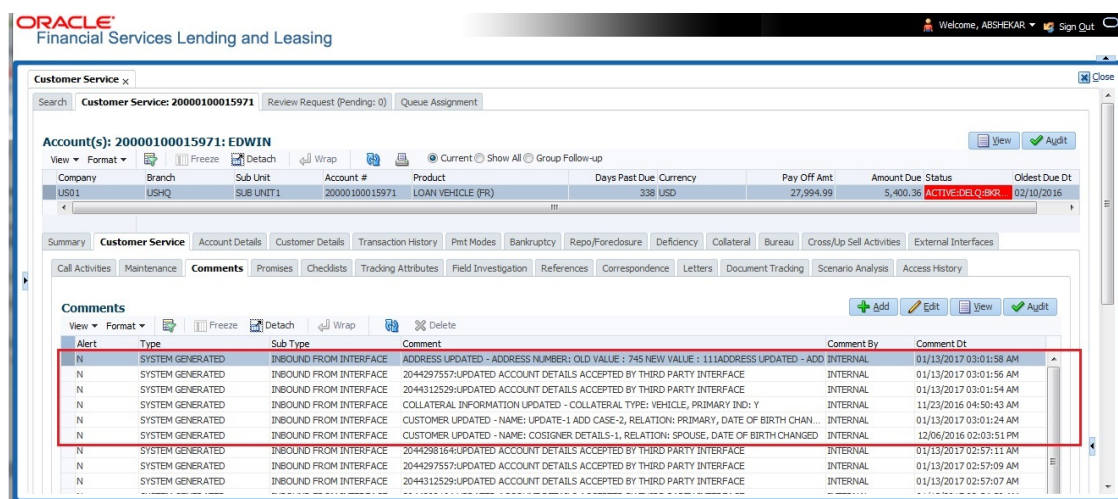 ORACLE®
Financial Services Lending and Leasing
Welcome, ABSHEKAR Sign Out
Customer Service x
Close
Search Customer Service: 20000100015971 Review Request (Pending: 0) Queue Assignment
Account(s): 20000100015971: EDWIN View Audit
View Format Freeze Detach Wrap Current Show All Group Follow-up
Company Branch Sub Unit Account # Product Days Past Due Currency Pay Off Amt Amount Due Status Oldest Due Dt
US01 USHQ SUB UNIT1 20000100015971 LOAN VEHICLE (FR) 338 USD 27,994.99 5,400.36 ACTIVE:DELQ:BKR... 02/10/2016
Summary Customer Service Account Details Customer Details Transaction History Pmt Modes Bankruptcy Repo/Foreclosure Deficiency Collateral Bureau Cross/Up Sell Activities External Interfaces
Call Activities Maintenance Comments Promises Checklists Tracking Attributes Field Investigation References Correspondence Letters Document Tracking Scenario Analysis Access History
Comments Add Edit View Audit
View Format Freeze Detach Wrap Delete
Alert Type Sub Type Comment Comment By Comment Dt
N SYSTEM GENERATED INBOUND FROM INTERFACE ADDRESS UPDATED - ADDRESS NUMBER: OLD VALUE : 745 NEW VALUE : 111ADDRESS UPDATED - ADD INTERNAL 01/13/2017 03:01:58 AM
N SYSTEM GENERATED INBOUND FROM INTERFACE 2044297557:UPDATED ACCOUNT DETAILS ACCEPTED BY THIRD PARTY INTERFACE INTERNAL 01/13/2017 03:01:56 AM
N SYSTEM GENERATED INBOUND FROM INTERFACE 2044312529:UPDATED ACCOUNT DETAILS ACCEPTED BY THIRD PARTY INTERFACE INTERNAL 01/13/2017 03:01:54 AM
N SYSTEM GENERATED INBOUND FROM INTERFACE COLLATERAL INFORMATION UPDATED - COLLATERAL TYPE: VEHICLE, PRIMARY IND: Y INTERNAL 11/23/2016 04:50:43 AM
N SYSTEM GENERATED INBOUND FROM INTERFACE CUSTOMER UPDATED - NAME: UPDATE-1 ADD CASE-2, RELATION: PRIMARY, DATE OF BIRTH CHAN... INTERNAL 01/13/2017 03:01:24 AM
N SYSTEM GENERATED INBOUND FROM INTERFACE CUSTOMER UPDATED - NAME: COSIGNER DETAILS-1, RELATION: SPOUSE, DATE OF BIRTH CHANGED INTERNAL 12/06/2016 02:03:51 PM
N SYSTEM GENERATED INBOUND FROM INTERFACE 2044298164:UPDATED ACCOUNT DETAILS ACCEPTED BY THIRD PARTY INTERFACE INTERNAL 01/13/2017 02:57:11 AM
N SYSTEM GENERATED INBOUND FROM INTERFACE 2044297557:UPDATED ACCOUNT DETAILS ACCEPTED BY THIRD PARTY INTERFACE INTERNAL 01/13/2017 02:57:09 AM
N SYSTEM GENERATED INBOUND FROM INTERFACE 2044312529:UPDATED ACCOUNT DETAILS ACCEPTED BY THIRD PARTY INTERFACE INTERNAL 01/13/2017 02:57:07 AM